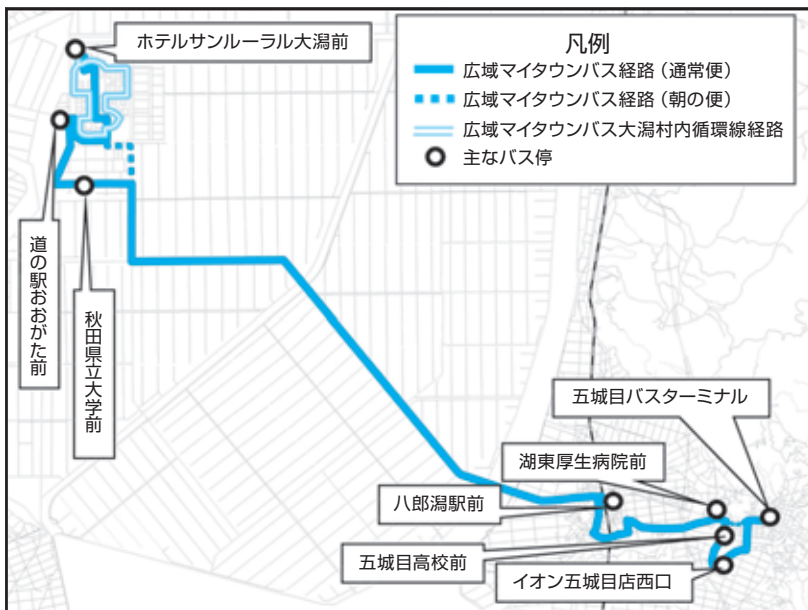 ホテルサンルーラル大潟前
凡例
広域マイタウンバス経路（通常便）
広域マイタウンバス経路（朝の便）
広域マイタウンバス大潟村内循環線経路
主なバス停
道の駅おおがた前
秋田県立大学前
五城目バスターミナル
湖東厚生病院前
八郎潟駅前
五城目高校前
イオン五城目店西口